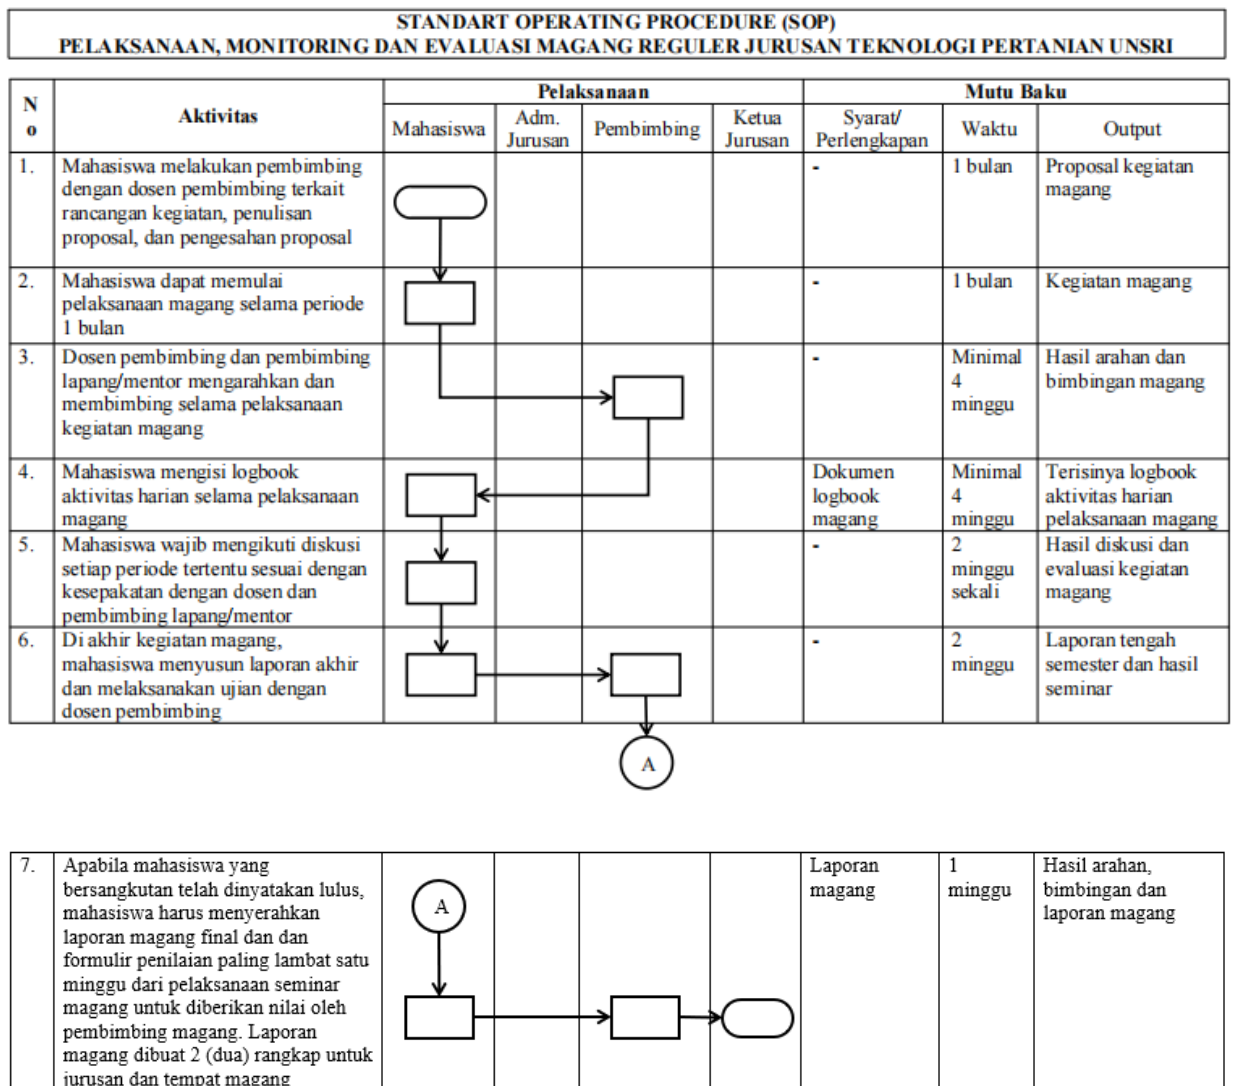 STANDART OPERATING PROCEDURE (SOP)
PELAKSANAAN, MONITORING DAN EVALUASI MAGANG REGULER JURUSAN TEKNOLOGI PERTANIAN UNSRI
N
o
Aktivitas
Pelaksanaan
Mutu Baku
Mahasiswa
Adm.
Jurusan
Pembimbing
Ketua
Jurusan
Syarat/
Perlengkapan
Waktu
Output
1.
Mahasiswa melakukan pembimbing
dengan dosen pembimbing terkait
rancangan kegiatan, penulisan
proposal, dan pengesahan proposal
-
1 bulan
Proposal kegiatan
magang
2.
Mahasiswa dapat memulai
pelaksanaan magang selama periode
1 bulan
-
1 bulan
Kegiatan magang
3.
Dosen pembimbing dan pembimbing
lapang/mentor mengarahkan dan
membimbing selama pelaksanaan
kegiatan magang
-
Minimal
4
minggu
Hasil arahan dan
bimbingan magang
4.
Mahasiswa mengisi logbook
aktivitas harian selama pelaksanaan
magang
Dokumen
logbook
magang
Minimal
4
minggu
Terisinya logbook
aktivitas harian
pelaksanaan magang
5.
Mahasiswa wajib mengikuti diskusi
setiap periode tertentu sesuai dengan
kesepakatan dengan dosen dan
pembimbing lapang/mentor
-
2
minggu
sekali
Hasil diskusi dan
evaluasi kegiatan
magang
6.
Di akhir kegiatan magang,
mahasiswa menyusun laporan akhir
dan melaksanakan ujian dengan
dosen pembimbing
-
2
minggu
Laporan tengah
semester dan hasil
seminar
A
7.
Apabila mahasiswa yang
bersangkutan telah dinyatakan lulus,
mahasiswa harus menyerahkan
laporan magang final dan dan
formulir penilaian paling lambat satu
minggu dari pelaksanaan seminar
magang untuk diberikan nilai oleh
pembimbing magang. Laporan
magang dibuat 2 (dua) rangkap untuk
jurusan dan tempat magang
A
Laporan
magang
1
minggu
Hasil arahan,
bimbingan dan
laporan magang